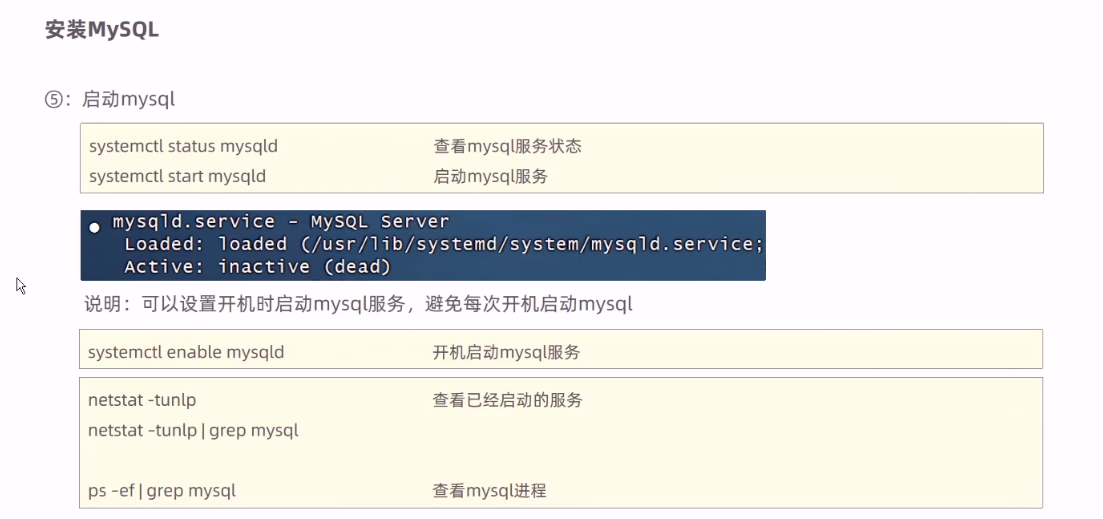 安装MySQL
⑤：启动mysql
systemctl status mysqld 查看mysql服务状态
systemctl start mysqld 启动mysql服务
● mysqld.service - MySQL Server
Loaded: loaded (/usr/lib/systemd/system/mysqld.service;
Active: inactive (dead)
说明：可以设置开机时启动mysql服务，避免每次开机启动mysql
systemctl enable mysqld 开机启动mysql服务
netstat -tunlp 查看已经启动的服务
netstat -tunlp | grep mysql
ps -ef | grep mysql 查看mysql进程